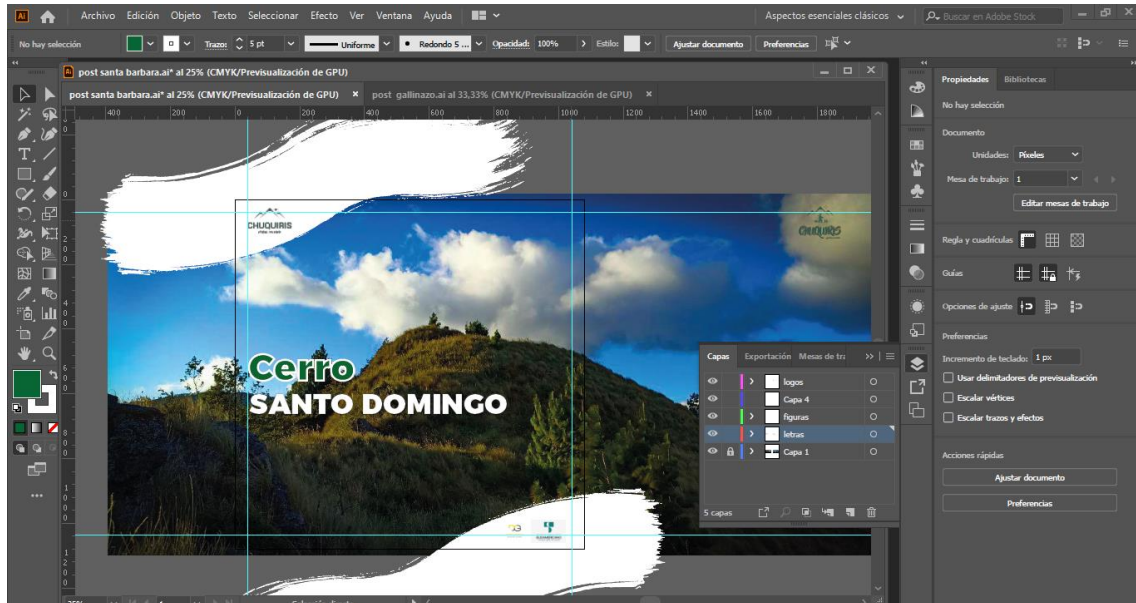 Ai Archivo Edición Objeto Texto Seleccionar Efecto Ver Ventana Ayuda Aspectos esenciales clásicos Buscar en Adobe Stock
No hay selección Trazo: 5 pt Uniforme Redondo 5 ... Opacidad: 100% Estilo: Ajustar documento Preferencias
post santa barbara.ai* al 25% (CMYK/Previsualización de GPU)
post santa barbara.ai* al 25% (CMYK/Previsualización de GPU) × post gallinazo.ai al 33,33% (CMYK/Previsualización de GPU) ×
400 200 0 200 400 600 800 1000 1200 1400 1600 1800
CHUQUIRIS
CHUQUIRIS
Cerro
SANTO DOMINGO
Capas Exportación Mesas de tra
logos
Capa 4
figuras
letras
Capa 1
5 capas
Propiedades Bibliotecas
No hay selección
Documento
Unidades: Píxeles
Mesa de trabajo: 1
Editar mesas de trabajo
Regla y cuadrículas
Guías
Opciones de ajuste
Preferencias
Incremento de teclado: 1 px
Usar delimitadores de previsualización
Escalar vértices
Escalar trazos y efectos
Acciones rápidas
Ajustar documento
Preferencias